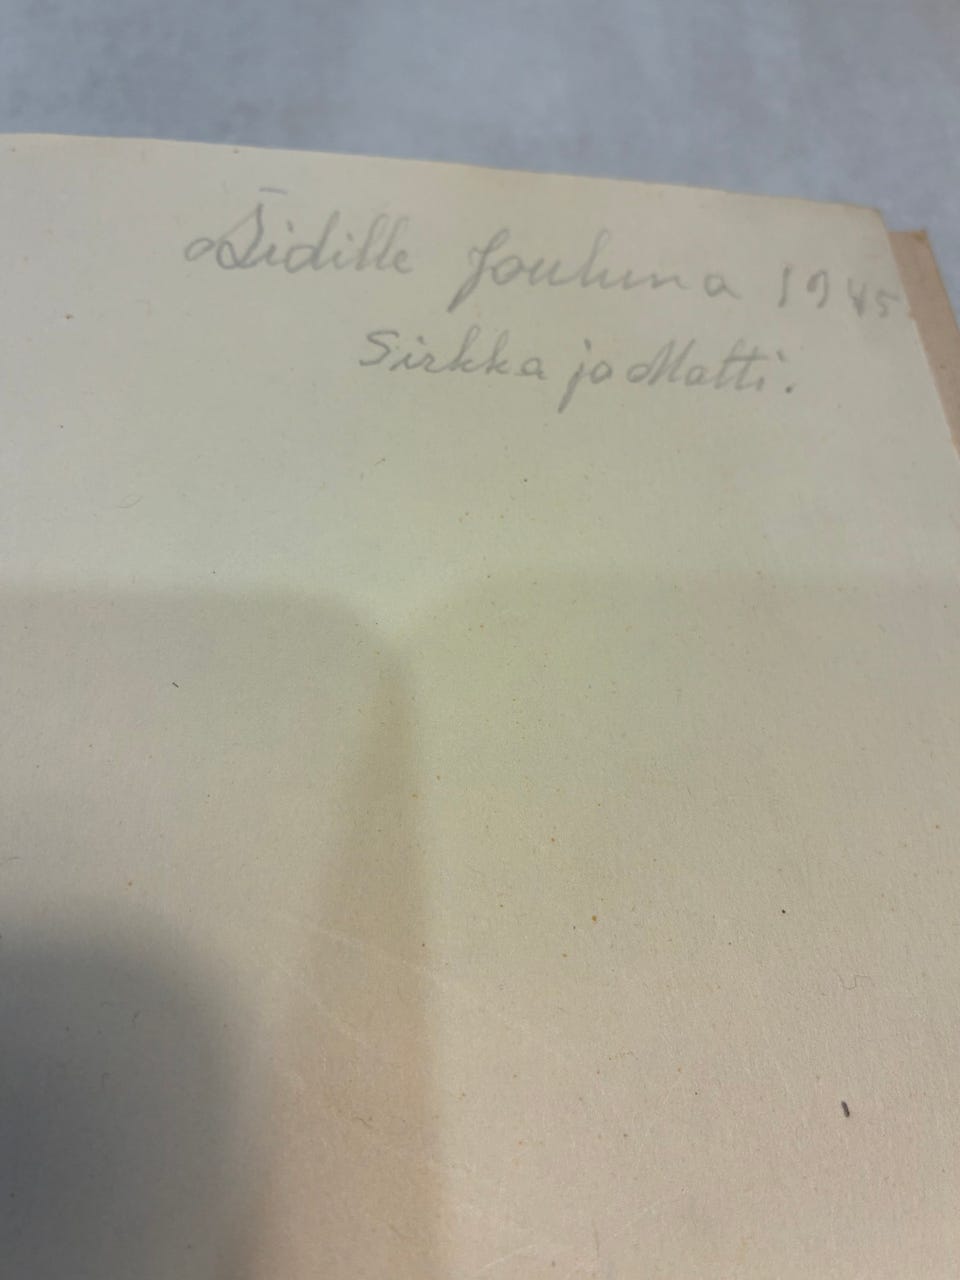 Äidille Jouluna 1945
Sirkka ja Matti.